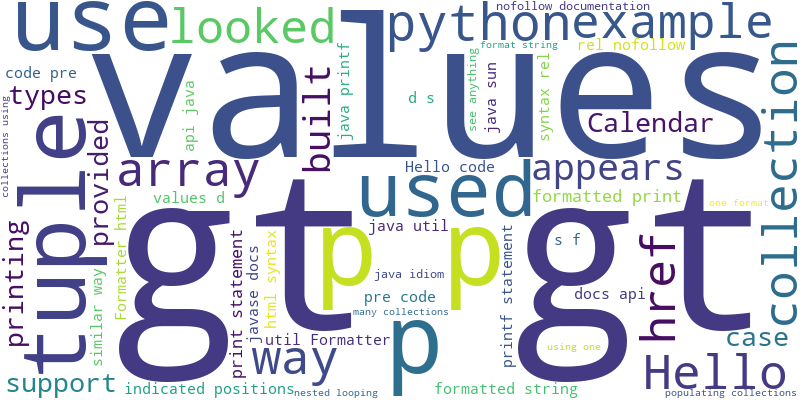 nofollow documentation
use
looked
pythonexample
values
format string
rel nofollow
code pre
types
collections using
api java
built
java printf
d s
see anything
java sun
syntax rel
Calendar
collection
tuple
provided
array
values d
Hello code
used
appears
formatted print
one format
gt
gt
p p
java util
s f
href
printing
similar way
Formatter html
print statement
javase docs
html syntax
java idiom
pre code
many collections
docs api
printf statement
util Formatter
way
p
using one
case
Hello
support
indicated positions
nested looping
formatted string
populating collections